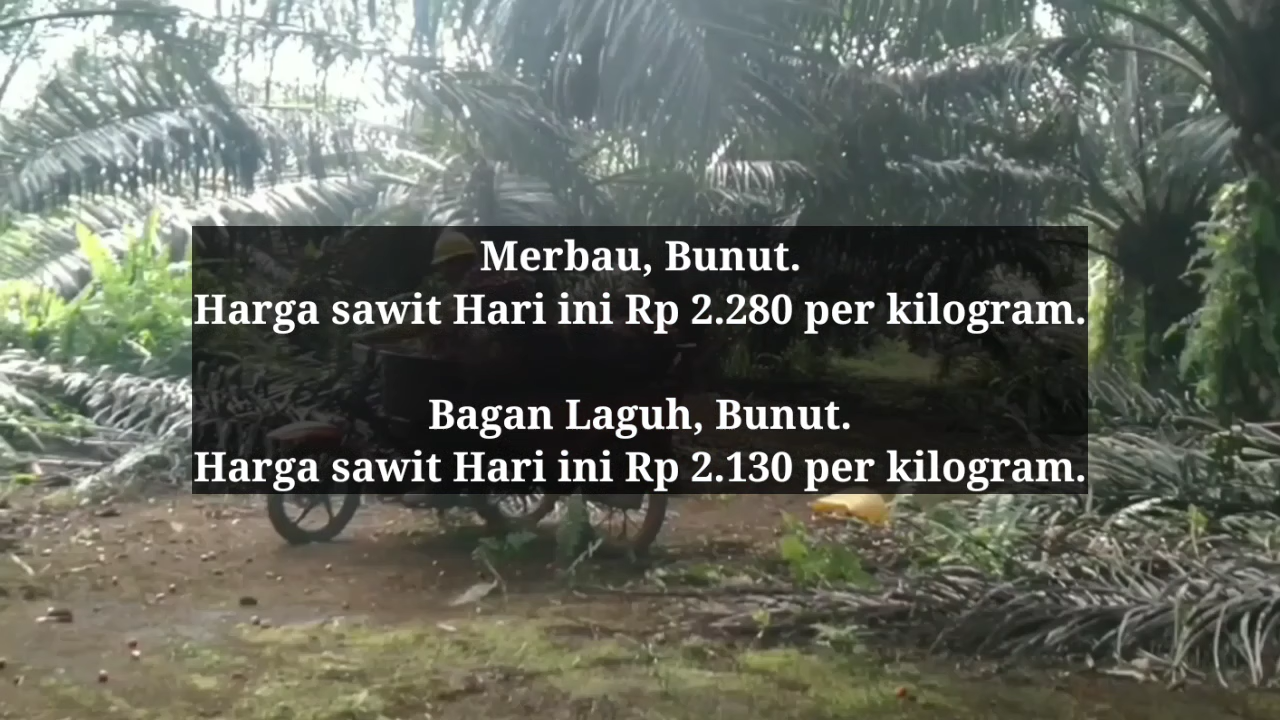 Merbau, Bunut.
Harga sawit Hari ini Rp 2.280 per kilogram.
Bagan Laguh, Bunut.
Harga sawit Hari ini Rp 2.130 per kilogram.